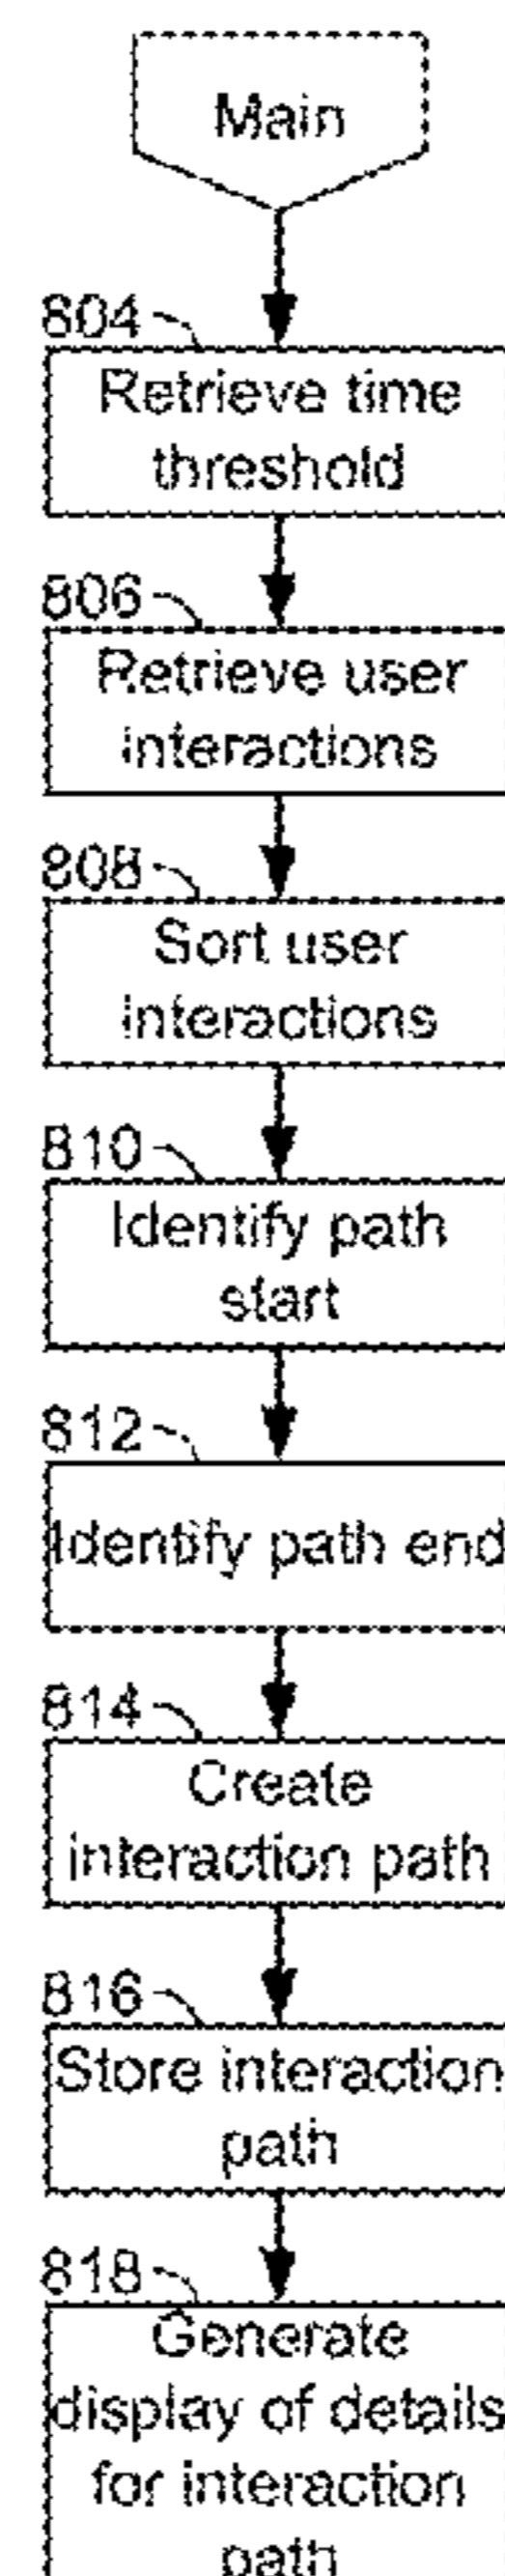 Main
804
Retrieve time
threshold
806
Retrieve user
interactions
808
Sort user
interactions
810
Identify path
start
812
Identify path end
814
Create
interaction path
816
Store interaction
path
818
Generate
display of details
for interaction
path